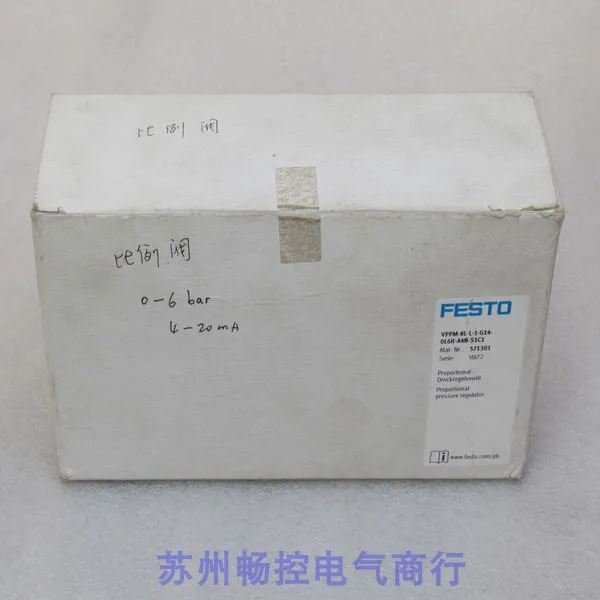 比例阀
比例阀
0-6 bar
4-20mA
FESTO
VPPM-8L-L-1-G14-
0L6H-A4N-S1C1
Mat.-Nr. 571303
Serie: H872
Proportional-
Druckregelventil
Proportional-
pressure regulator
www.festo.com/pk
苏州畅控电气商行